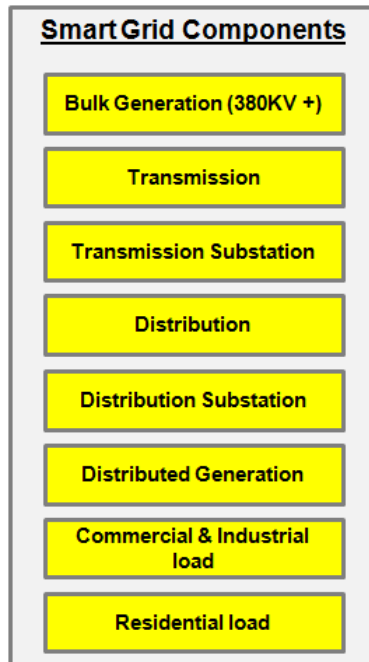 Smart Grid Components
Bulk Generation (380KV +)
Transmission
Transmission Substation
Distribution
Distribution Substation
Distributed Generation
Commercial & Industrial
load
Residential load